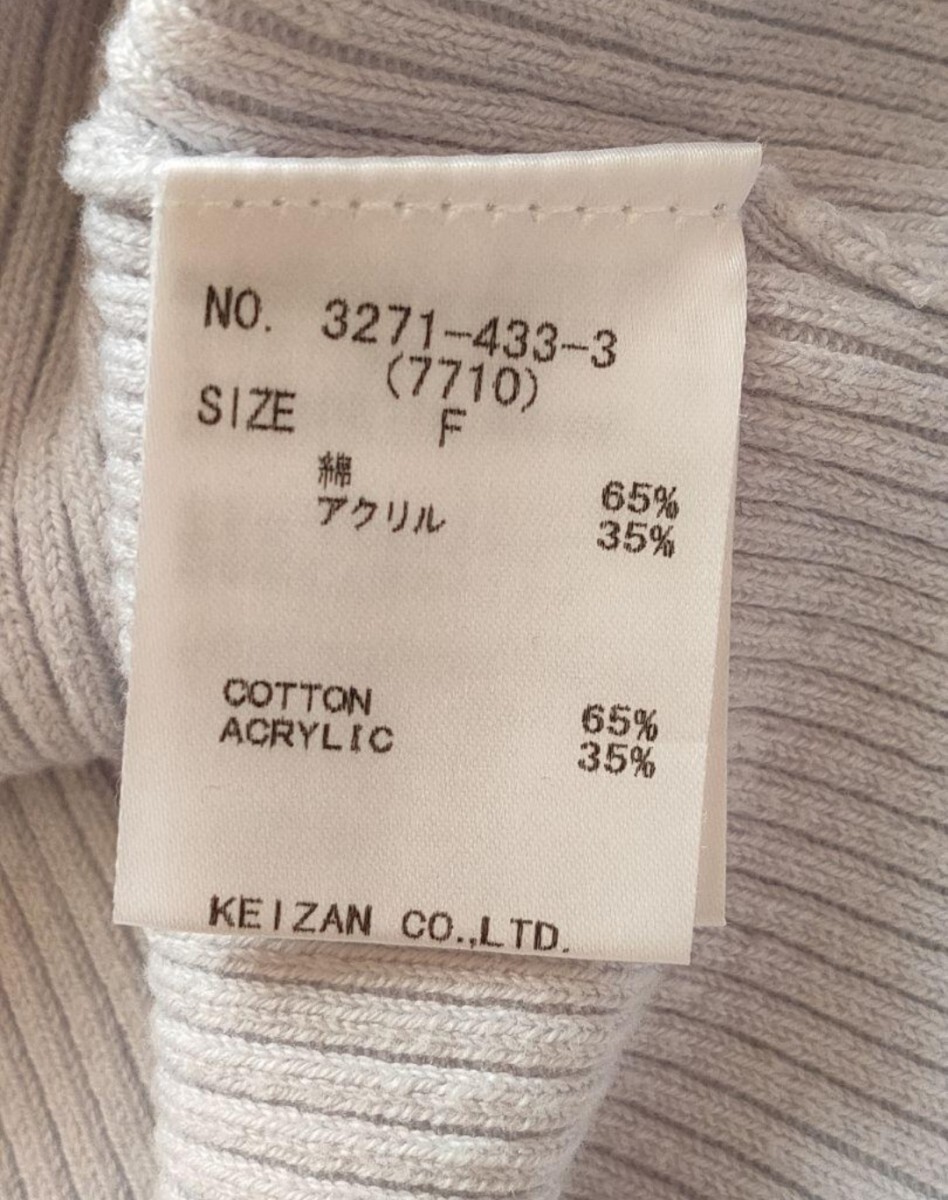 NO. 3271-433-3
(7710)
SIZE F
綿 65%
アクリル 35%
COTTON 65%
ACRYLIC 35%
KEIZAN CO.,LTD.